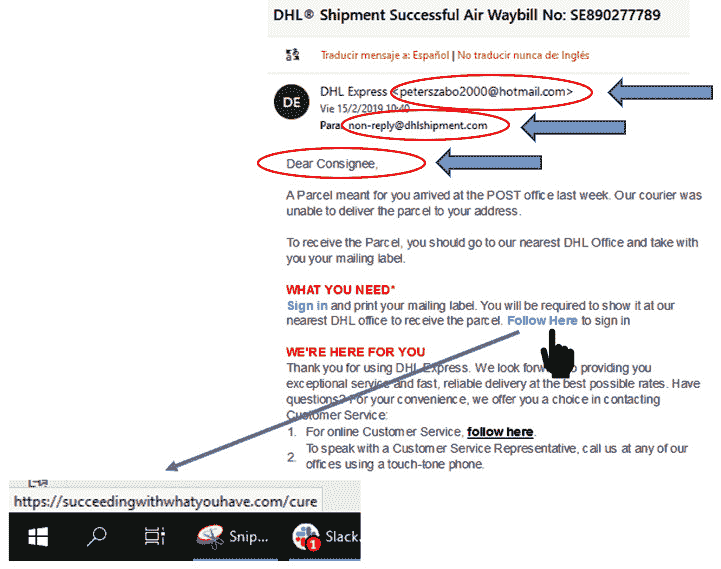 DHL® Shipment Successful Air Waybill No: SE890277789
Traducir mensaje a: Español | No traducir nunca de: Inglés
DE
DHL Express <peterszabo2000@hotmail.com>
Vie 15/2/2019 10:40
Para: non-reply@dhlshipment.com
Dear Consignee,
A Parcel meant for you arrived at the POST office last week. Our courier was
unable to deliver the parcel to your address.
To receive the Parcel, you should go to our nearest DHL Office and take with
you your mailing label.
WHAT YOU NEED*
Sign in and print your mailing label. You will be required to show it at our
nearest DHL office to receive the parcel. Follow Here to sign in
WE'RE HERE FOR YOU
Thank you for using DHL Express. We look forward to providing you
exceptional service and fast, reliable delivery at the best possible rates. Have
questions? For your convenience, we offer you a choice in contacting
Customer Service:
1. For online Customer Service, follow here.
2. To speak with a Customer Service Representative, call us at any of our
offices using a touch-tone phone.
https://succeedingwithwhatyouhave.com/cure
Snip...
1
Slack.